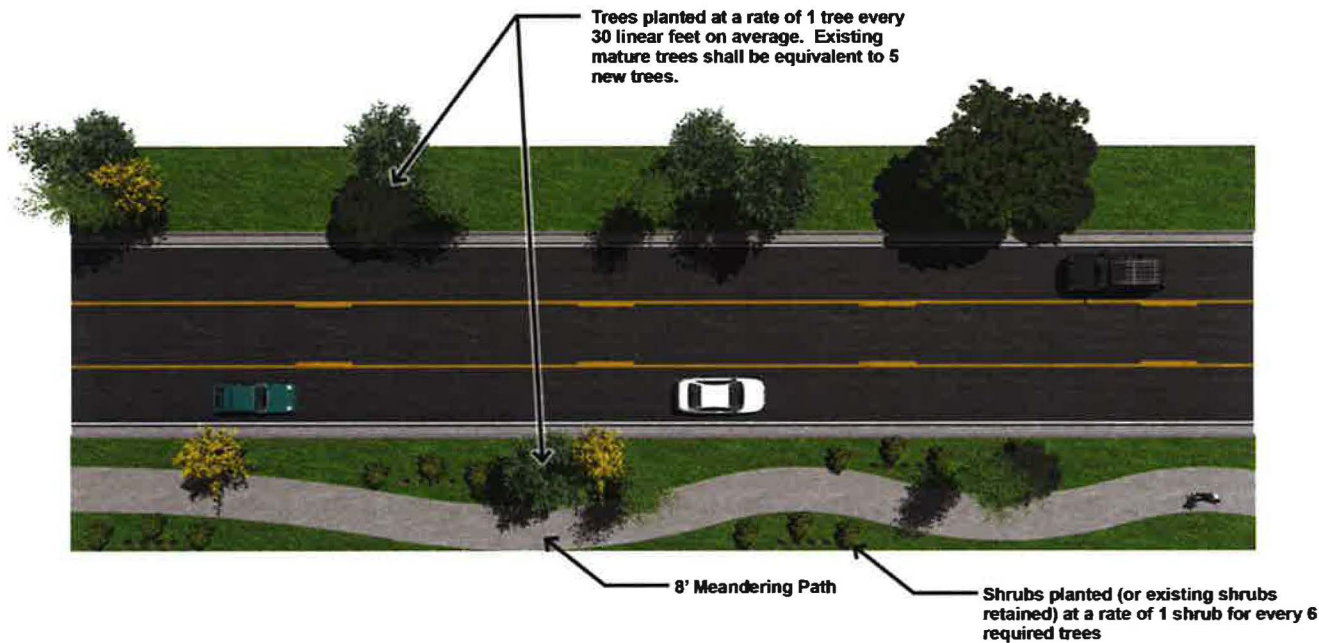 Trees planted at a rate of 1 tree every
30 linear feet on average.  Existing
mature trees shall be equivalent to 5
new trees.
8' Meandering Path
Shrubs planted (or existing shrubs
retained) at a rate of 1 shrub for every 6
required trees